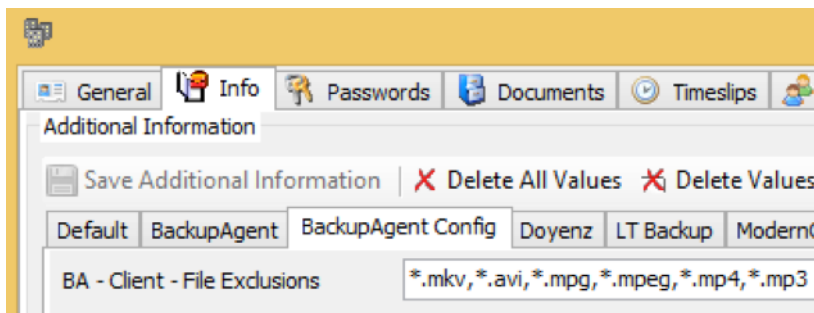 General Info Passwords Documents Timeslips
Additional Information
Save Additional Information Delete All Values Delete Values
Default BackupAgent BackupAgent Config Doyenz LT Backup
BA - Client - File Exclusions *.mkv,*.avi,*.mpg,*.mpeg,*.mp4,*.mp3